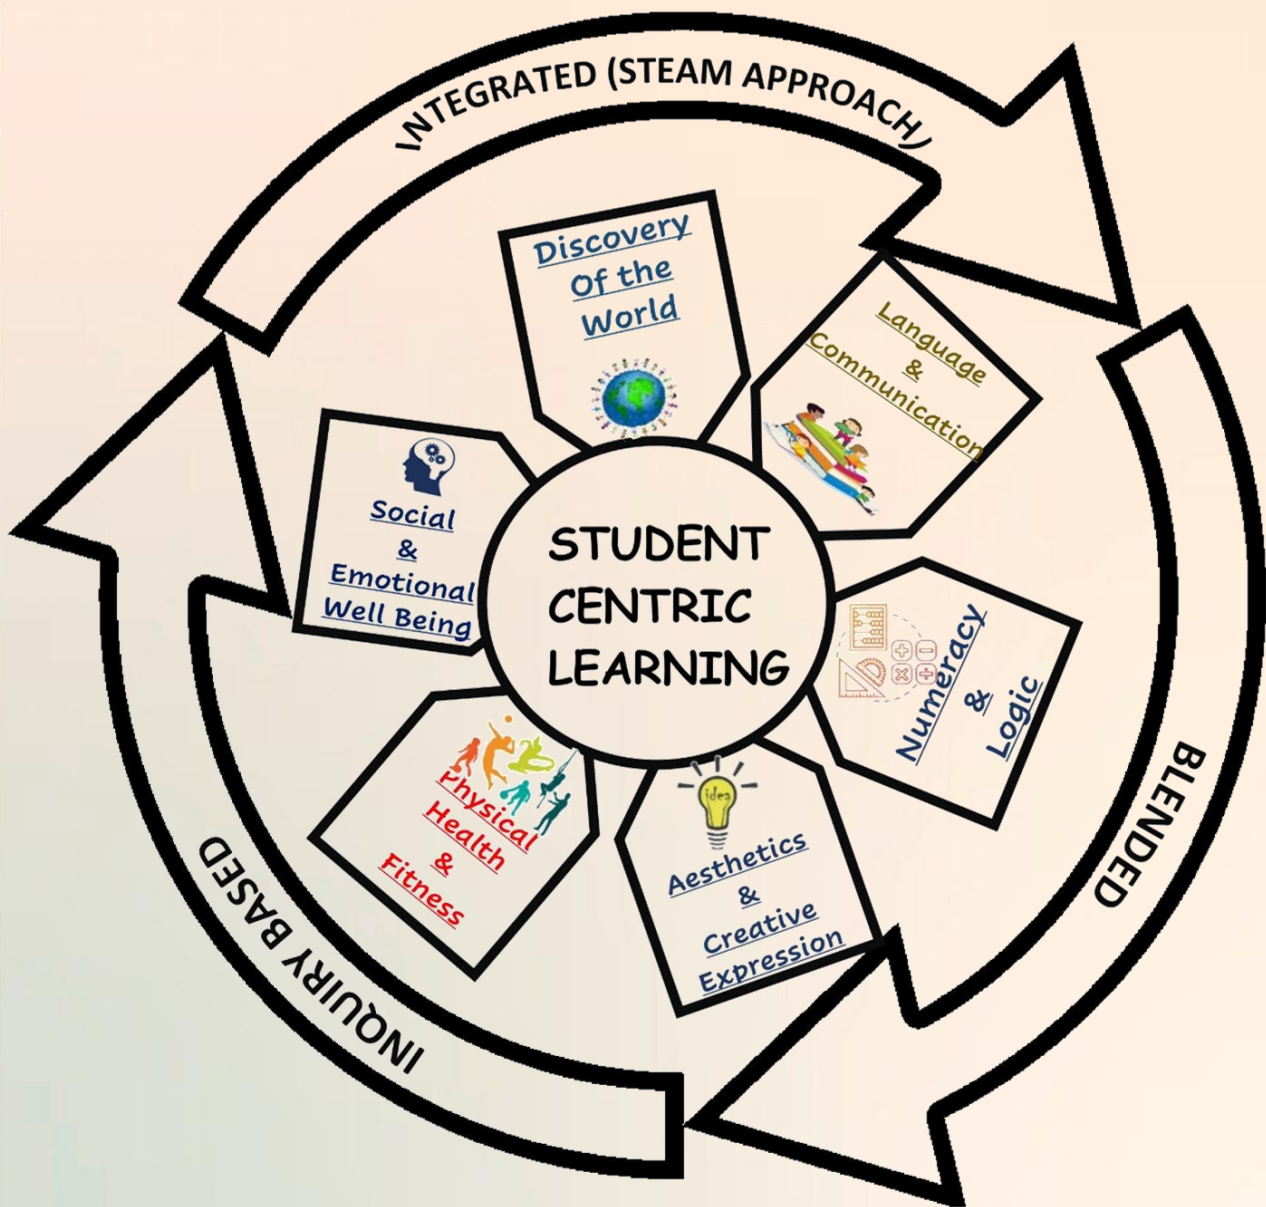 INTEGRATED (STEAM APPROACH)
Discovery
Of the
World
Language
&
Communication
Numeracy
&
Logic
idea
Aesthetics
&
Creative
Expression
Physical
Health
&
Fitness
Social
&
Emotional
Well Being
STUDENT
CENTRIC
LEARNING
BLENDED
INQUIRY BASED